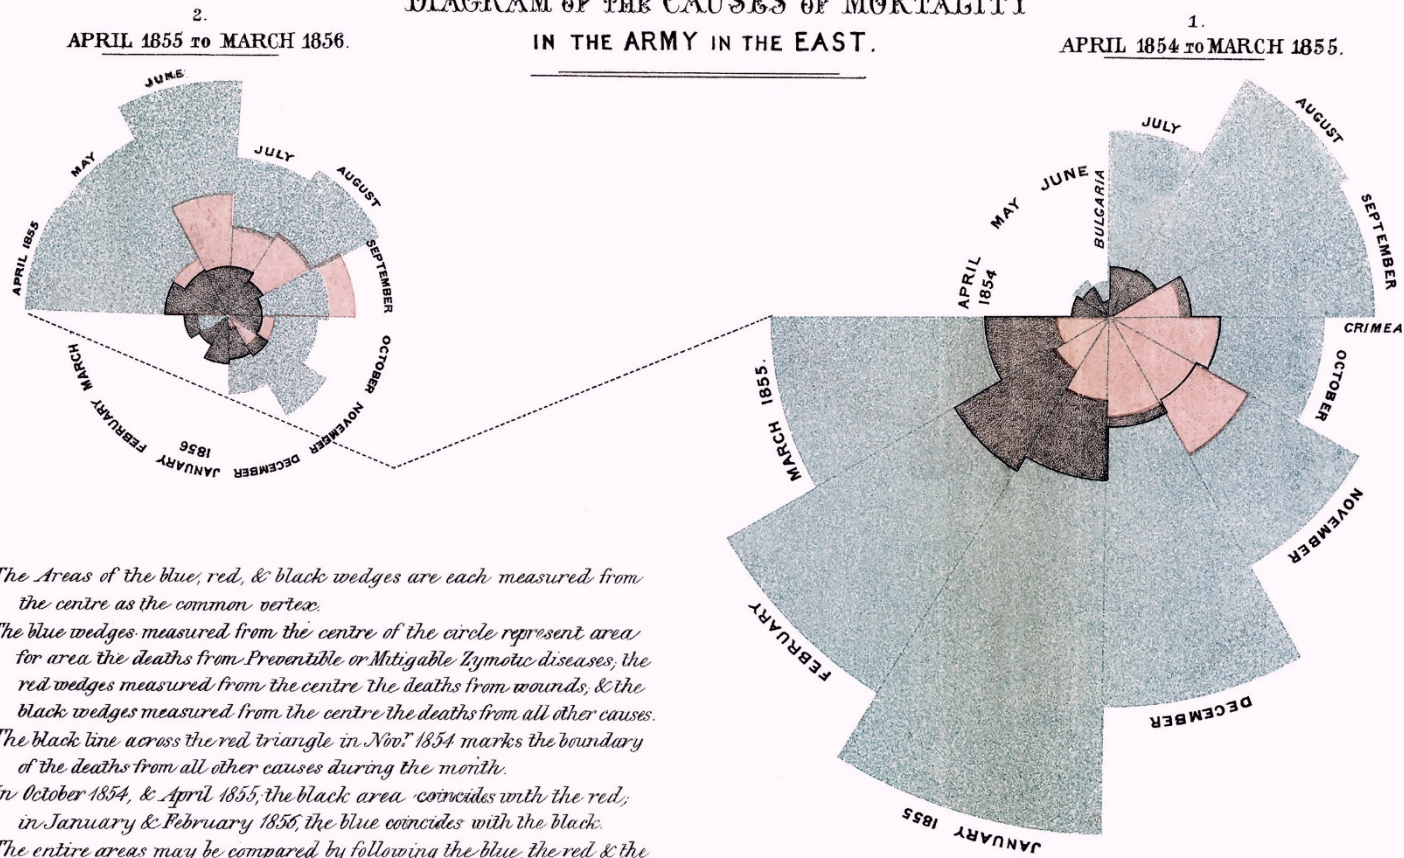 DIAGRAM OF THE CAUSES OF MORTALITY
IN THE ARMY IN THE EAST.
2.
APRIL 1855 TO MARCH 1856.
1.
APRIL 1854 TO MARCH 1855.
JUNE
MAY
APRIL 1855
JULY
AUGUST
SEPTEMBER
OCTOBER
NOVEMBER
DECEMBER
JANUARY
1856
FEBRUARY
MARCH
APRIL
1854
MAY
JUNE
BULGARIA
JULY
AUGUST
SEPTEMBER
CRIMEA
OCTOBER
NOVEMBER
DECEMBER
JANUARY 1855
FEBRUARY
MARCH 1855.
The Areas of the blue, red, & black wedges are each measured from
the centre as the common vertex.
The blue wedges measured from the centre of the circle represent area
for area the deaths from Preventible or Mitigable Zymotic diseases; the
red wedges measured from the centre the deaths from wounds; & the
black wedges measured from the centre the deaths from all other causes.
The black line across the red triangle in Novr. 1854 marks the boundary
of the deaths from all other causes during the month.
In October 1854, & April 1855, the black area coincides with the red;
in January & February 1856, the blue coincides with the black.
The entire areas may be compared by following the blue, the red & the